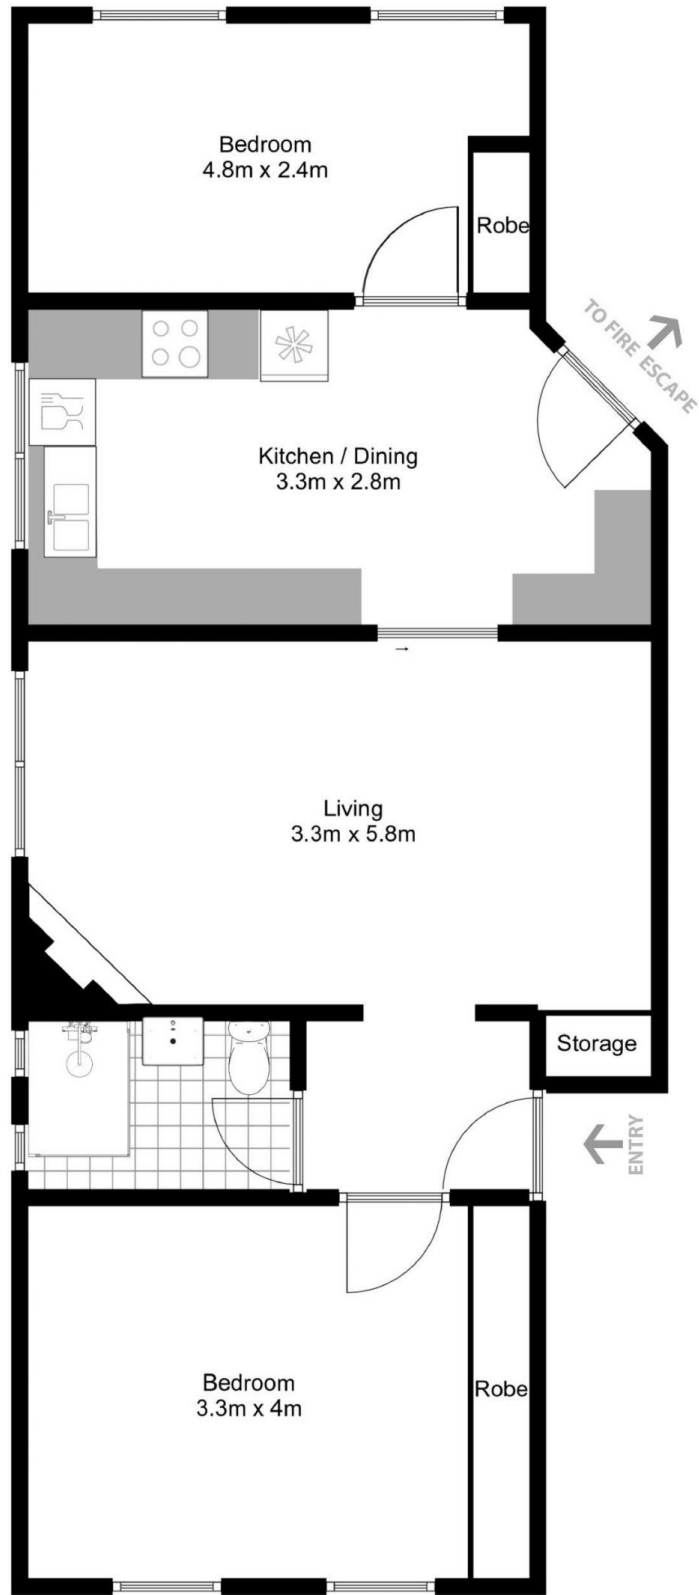 Bedroom
4.8m x 2.4m
Robe
TO FIRE ESCAPE
Kitchen / Dining
3.3m x 2.8m
Living
3.3m x 5.8m
Storage
ENTRY
Bedroom
3.3m x 4m
Robe